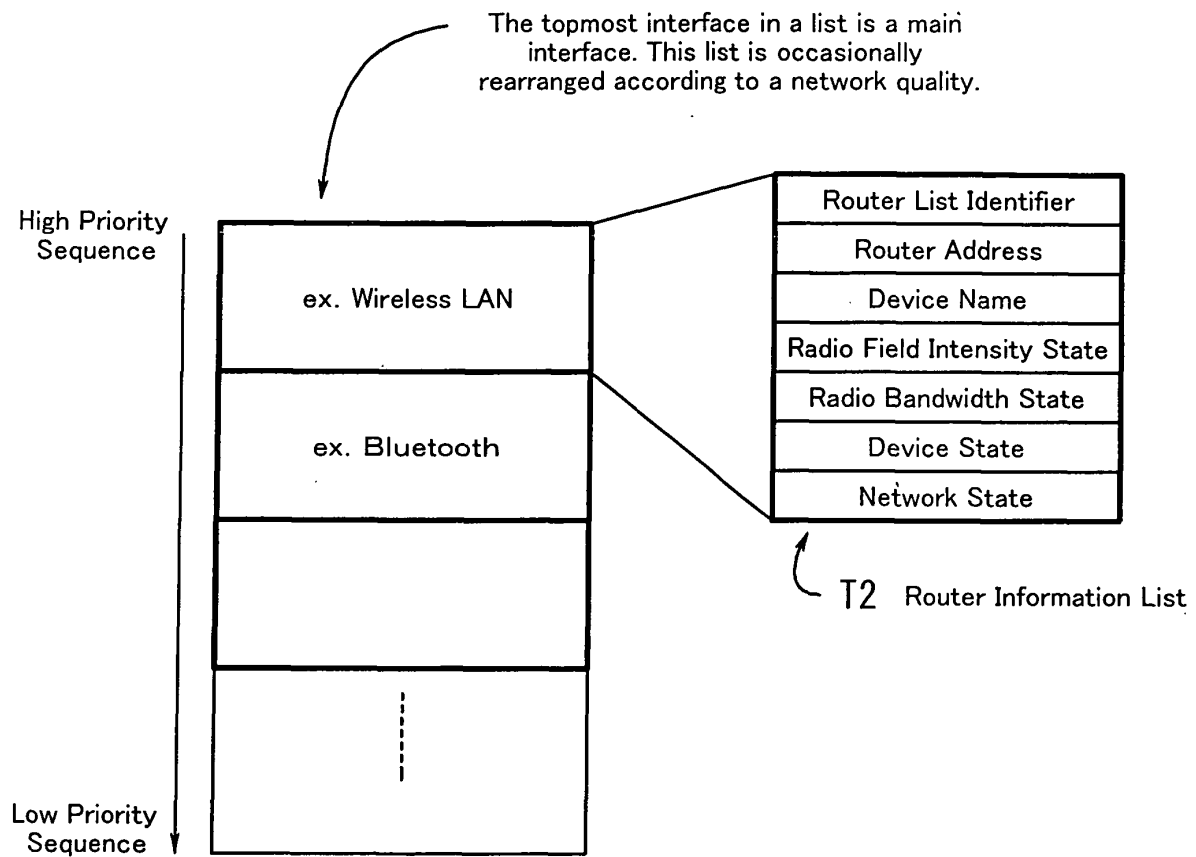 The topmost interface in a list is a main
interface. This list is occasionally
rearranged according to a network quality.
High Priority
Sequence
ex. Wireless LAN
ex. Bluetooth
Low Priority
Sequence
Router List Identifier
Router Address
Device Name
Radio Field Intensity State
Radio Bandwidth State
Device State
Network State
T2 Router Information List